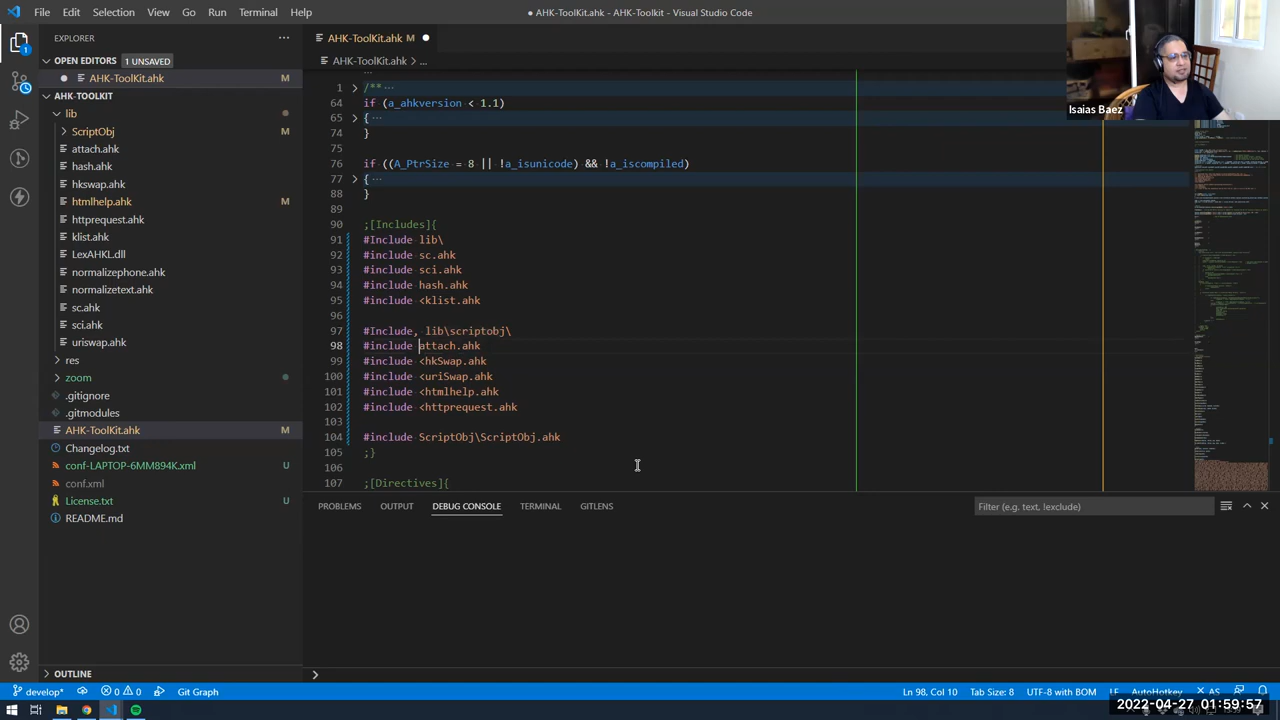 File Edit Selection View Go Run Terminal Help
● AHK-ToolKit.ahk - AHK-Toolkit - Visual Studio Code
EXPLORER ···
OPEN EDITORS 1 UNSAVED
AHK-ToolKit.ahk M
AHK-TOOLKIT
lib
ScriptObj M
attach.ahk
hash.ahk
hkswap.ahk
htmlhelp.ahk M
httprequest.ahk
klist.ahk
LexAHKL.dll
normalizephone.ahk
normalizetext.ahk
sc.ahk
sci.ahk
uriswap.ahk
res
zoom
.gitignore
.gitmodules
AHK-ToolKit.ahk M
Changelog.txt
conf-LAPTOP-6MM894K.xml U
conf.xml
License.txt U
README.md
OUTLINE
AHK-ToolKit.ahk M ●
AHK-ToolKit.ahk > ...
1 /** ···
64 if (a_ahkversion < 1.1)
65 { ···
74 }
75
76 if ((A_PtrSize = 8 || !a_isunicode) && !a_iscompiled)
77 { ···
88 }
89
90 ;[Includes]{
91 #Include lib\
92 #include sc.ahk
93 #include sci.ahk
94 #include hash.ahk
95 #include <klist.ahk
96
97 #Include, lib\scriptobj\
98 #include attach.ahk
99 #include <hkSwap.ahk
100 #include <uriSwap.ahk
101 #include <htmlhelp.ahk
102 #include <httprequest.ahk
103
104 #include ScriptObj\ScriptObj.ahk
105 ;}
106
107 ;[Directives]{
Isaias Baez
PROBLEMS OUTPUT DEBUG CONSOLE TERMINAL GITLENS
Filter (e.g. text, !exclude)
develop* 0 0 Git Graph
Ln 98, Col 10 Tab Size: 8 UTF-8 with BOM LF AutoHotkey AS
2022-04-27 01:59:57